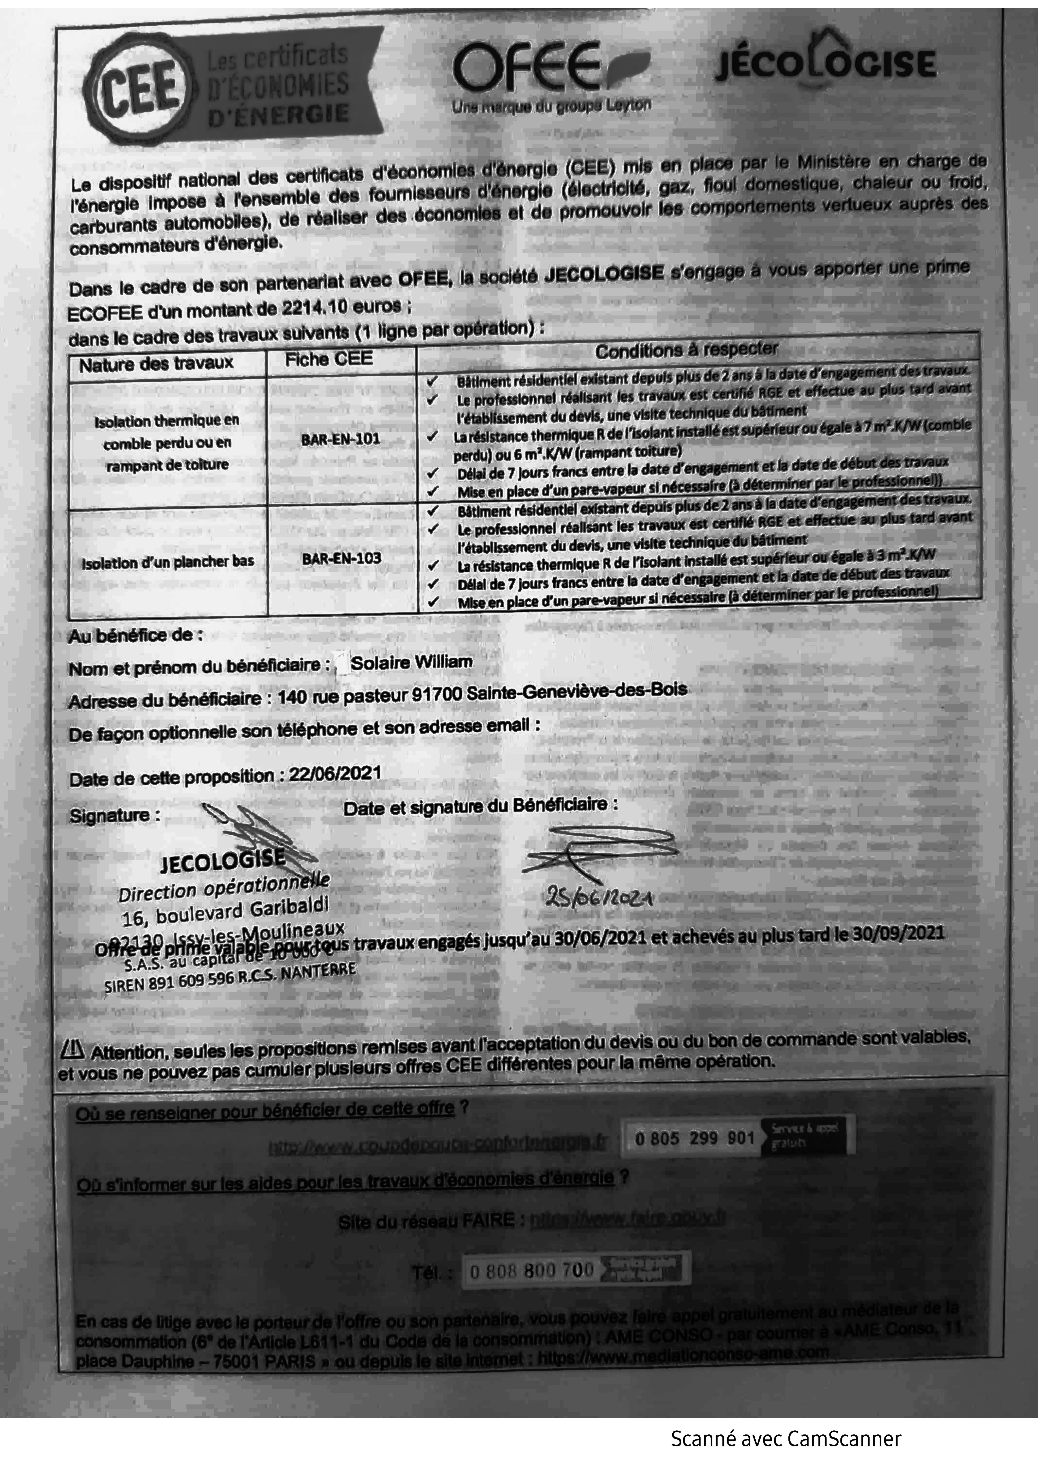 CEE
Les certificats
D'ÉCONOMIES
D'ÉNERGIE
OFEE
Une marque du groupe Leyton
JÉCOLOGISE
Le dispositif national des certificats d'économies d'énergie (CEE) mis en place par le Ministère en charge de
l'énergie impose à l'ensemble des fournisseurs d'énergie (électricité, gaz, fioul domestique, chaleur ou froid,
carburants automobiles), de réaliser des économies et de promouvoir les comportements vertueux auprès des
consommateurs d'énergie.
Dans le cadre de son partenariat avec OFEE, la société JECOLOGISE s'engage à vous apporter une prime
ECOFEE d'un montant de 2214.10 euros ;
dans le cadre des travaux suivants (1 ligne par opération) :
Nature des travaux
Fiche CEE
Conditions à respecter
Isolation thermique en
comble perdu ou en
rampant de toiture
BAR-EN-101
✓ Bâtiment résidentiel existant depuis plus de 2 ans à la date d'engagement des travaux.
✓ Le professionnel réalisant les travaux est certifié RGE et effectue au plus tard avant
l'établissement du devis, une visite technique du bâtiment
✓ La résistance thermique R de l'isolant installé est supérieur ou égale à 7 m².K/W (comble
perdu) ou 6 m².K/W (rampant toiture)
✓ Délai de 7 jours francs entre la date d'engagement et la date de début des travaux
✓ Mise en place d'un pare-vapeur si nécessaire (à déterminer par le professionnel))
Isolation d'un plancher bas
BAR-EN-103
✓ Bâtiment résidentiel existant depuis plus de 2 ans à la date d'engagement des travaux.
✓ Le professionnel réalisant les travaux est certifié RGE et effectue au plus tard avant
l'établissement du devis, une visite technique du bâtiment
✓ La résistance thermique R de l'isolant installé est supérieur ou égale à 3 m².K/W
✓ Délai de 7 jours francs entre la date d'engagement et la date de début des travaux
✓ Mise en place d'un pare-vapeur si nécessaire (à déterminer par le professionnel)
Au bénéfice de :
Nom et prénom du bénéficiaire : Solaire William
Adresse du bénéficiaire : 140 rue pasteur 91700 Sainte-Geneviève-des-Bois
De façon optionnelle son téléphone et son adresse email :
Date de cette proposition : 22/06/2021
Signature :
Date et signature du Bénéficiaire :
JECOLOGISE
Direction opérationnelle
16, boulevard Garibaldi
92130 Issy-les-Moulineaux
S.A.S. au capital de 10 000 €
SIREN 891 609 596 R.C.S. NANTERRE
25/06/2021
Offre de prime valable pour tous travaux engagés jusqu'au 30/06/2021 et achevés au plus tard le 30/09/2021
⚠ Attention, seules les propositions remises avant l'acceptation du devis ou du bon de commande sont valables,
et vous ne pouvez pas cumuler plusieurs offres CEE différentes pour la même opération.
Où se renseigner pour bénéficier de cette offre ?
http://www.coupdepouce-confortenergie.fr
0 805 299 901
Service & appel
gratuits
Où s'informer sur les aides pour les travaux d'économies d'énergie ?
Site du réseau FAIRE : https://www.faire.gouv.fr
Tél. : 0 808 800 700
En cas de litige avec le porteur de l'offre ou son partenaire, vous pouvez faire appel gratuitement au médiateur de la
consommation (6° de l'Article L611-1 du Code de la consommation) : AME CONSO - par courrier à «AME Conso, 11
place Dauphine – 75001 PARIS » ou depuis le site internet : https://www.mediationconso-ame.com
Scanné avec CamScanner